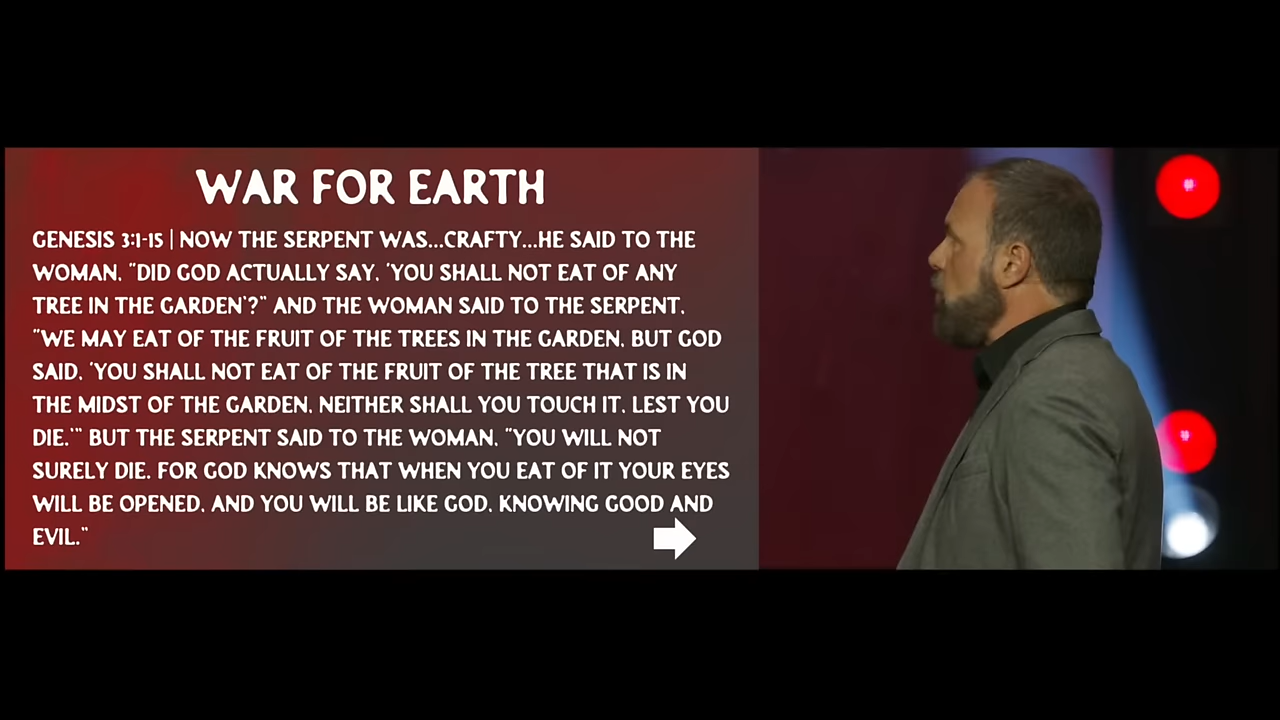 WAR FOR EARTH
GENESIS 3:1-15 | NOW THE SERPENT WAS...CRAFTY...HE SAID TO THE
WOMAN, "DID GOD ACTUALLY SAY, 'YOU SHALL NOT EAT OF ANY
TREE IN THE GARDEN'?" AND THE WOMAN SAID TO THE SERPENT,
"WE MAY EAT OF THE FRUIT OF THE TREES IN THE GARDEN, BUT GOD
SAID, 'YOU SHALL NOT EAT OF THE FRUIT OF THE TREE THAT IS IN
THE MIDST OF THE GARDEN, NEITHER SHALL YOU TOUCH IT, LEST YOU
DIE.'" BUT THE SERPENT SAID TO THE WOMAN, "YOU WILL NOT
SURELY DIE. FOR GOD KNOWS THAT WHEN YOU EAT OF IT YOUR EYES
WILL BE OPENED, AND YOU WILL BE LIKE GOD, KNOWING GOOD AND
EVIL."